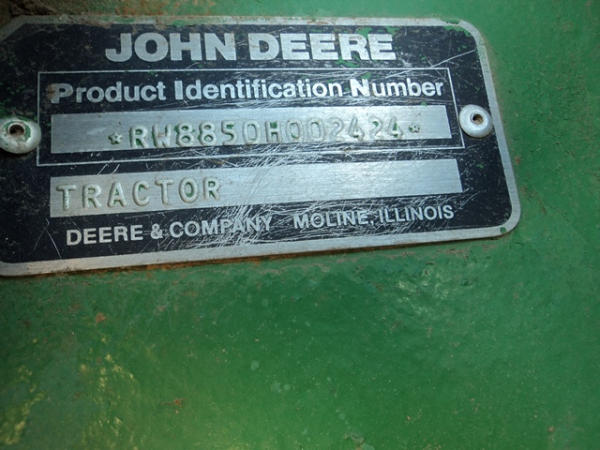 JOHN DEERE
Product Identification Number
*RW8850H002424*
TRACTOR
DEERE & COMPANY MOLINE, ILLINOIS